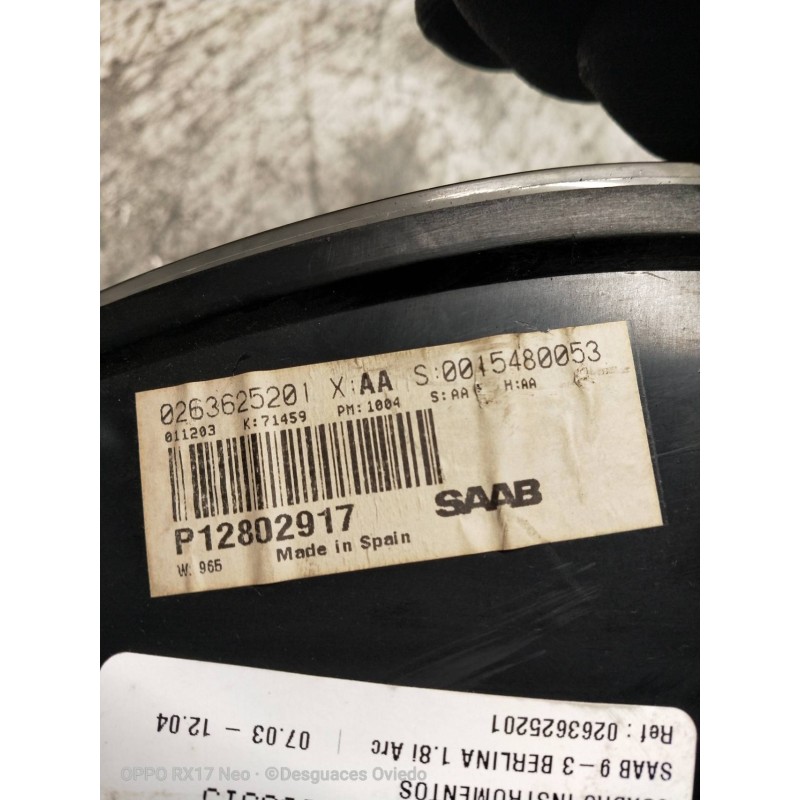 0263625201 X:AA S:0015480053
011203 K:71459 PM:1004 S:AA H:AA
SAAB
P12802917
Made in Spain
W: 965
Ref : 0263625201
SAAB 9 - 3 BERLINA 1.8i Arc | 07.03 - 12.04
INSTRUMENTOS
OPPO RX17 Neo · ©Desguaces Oviedo